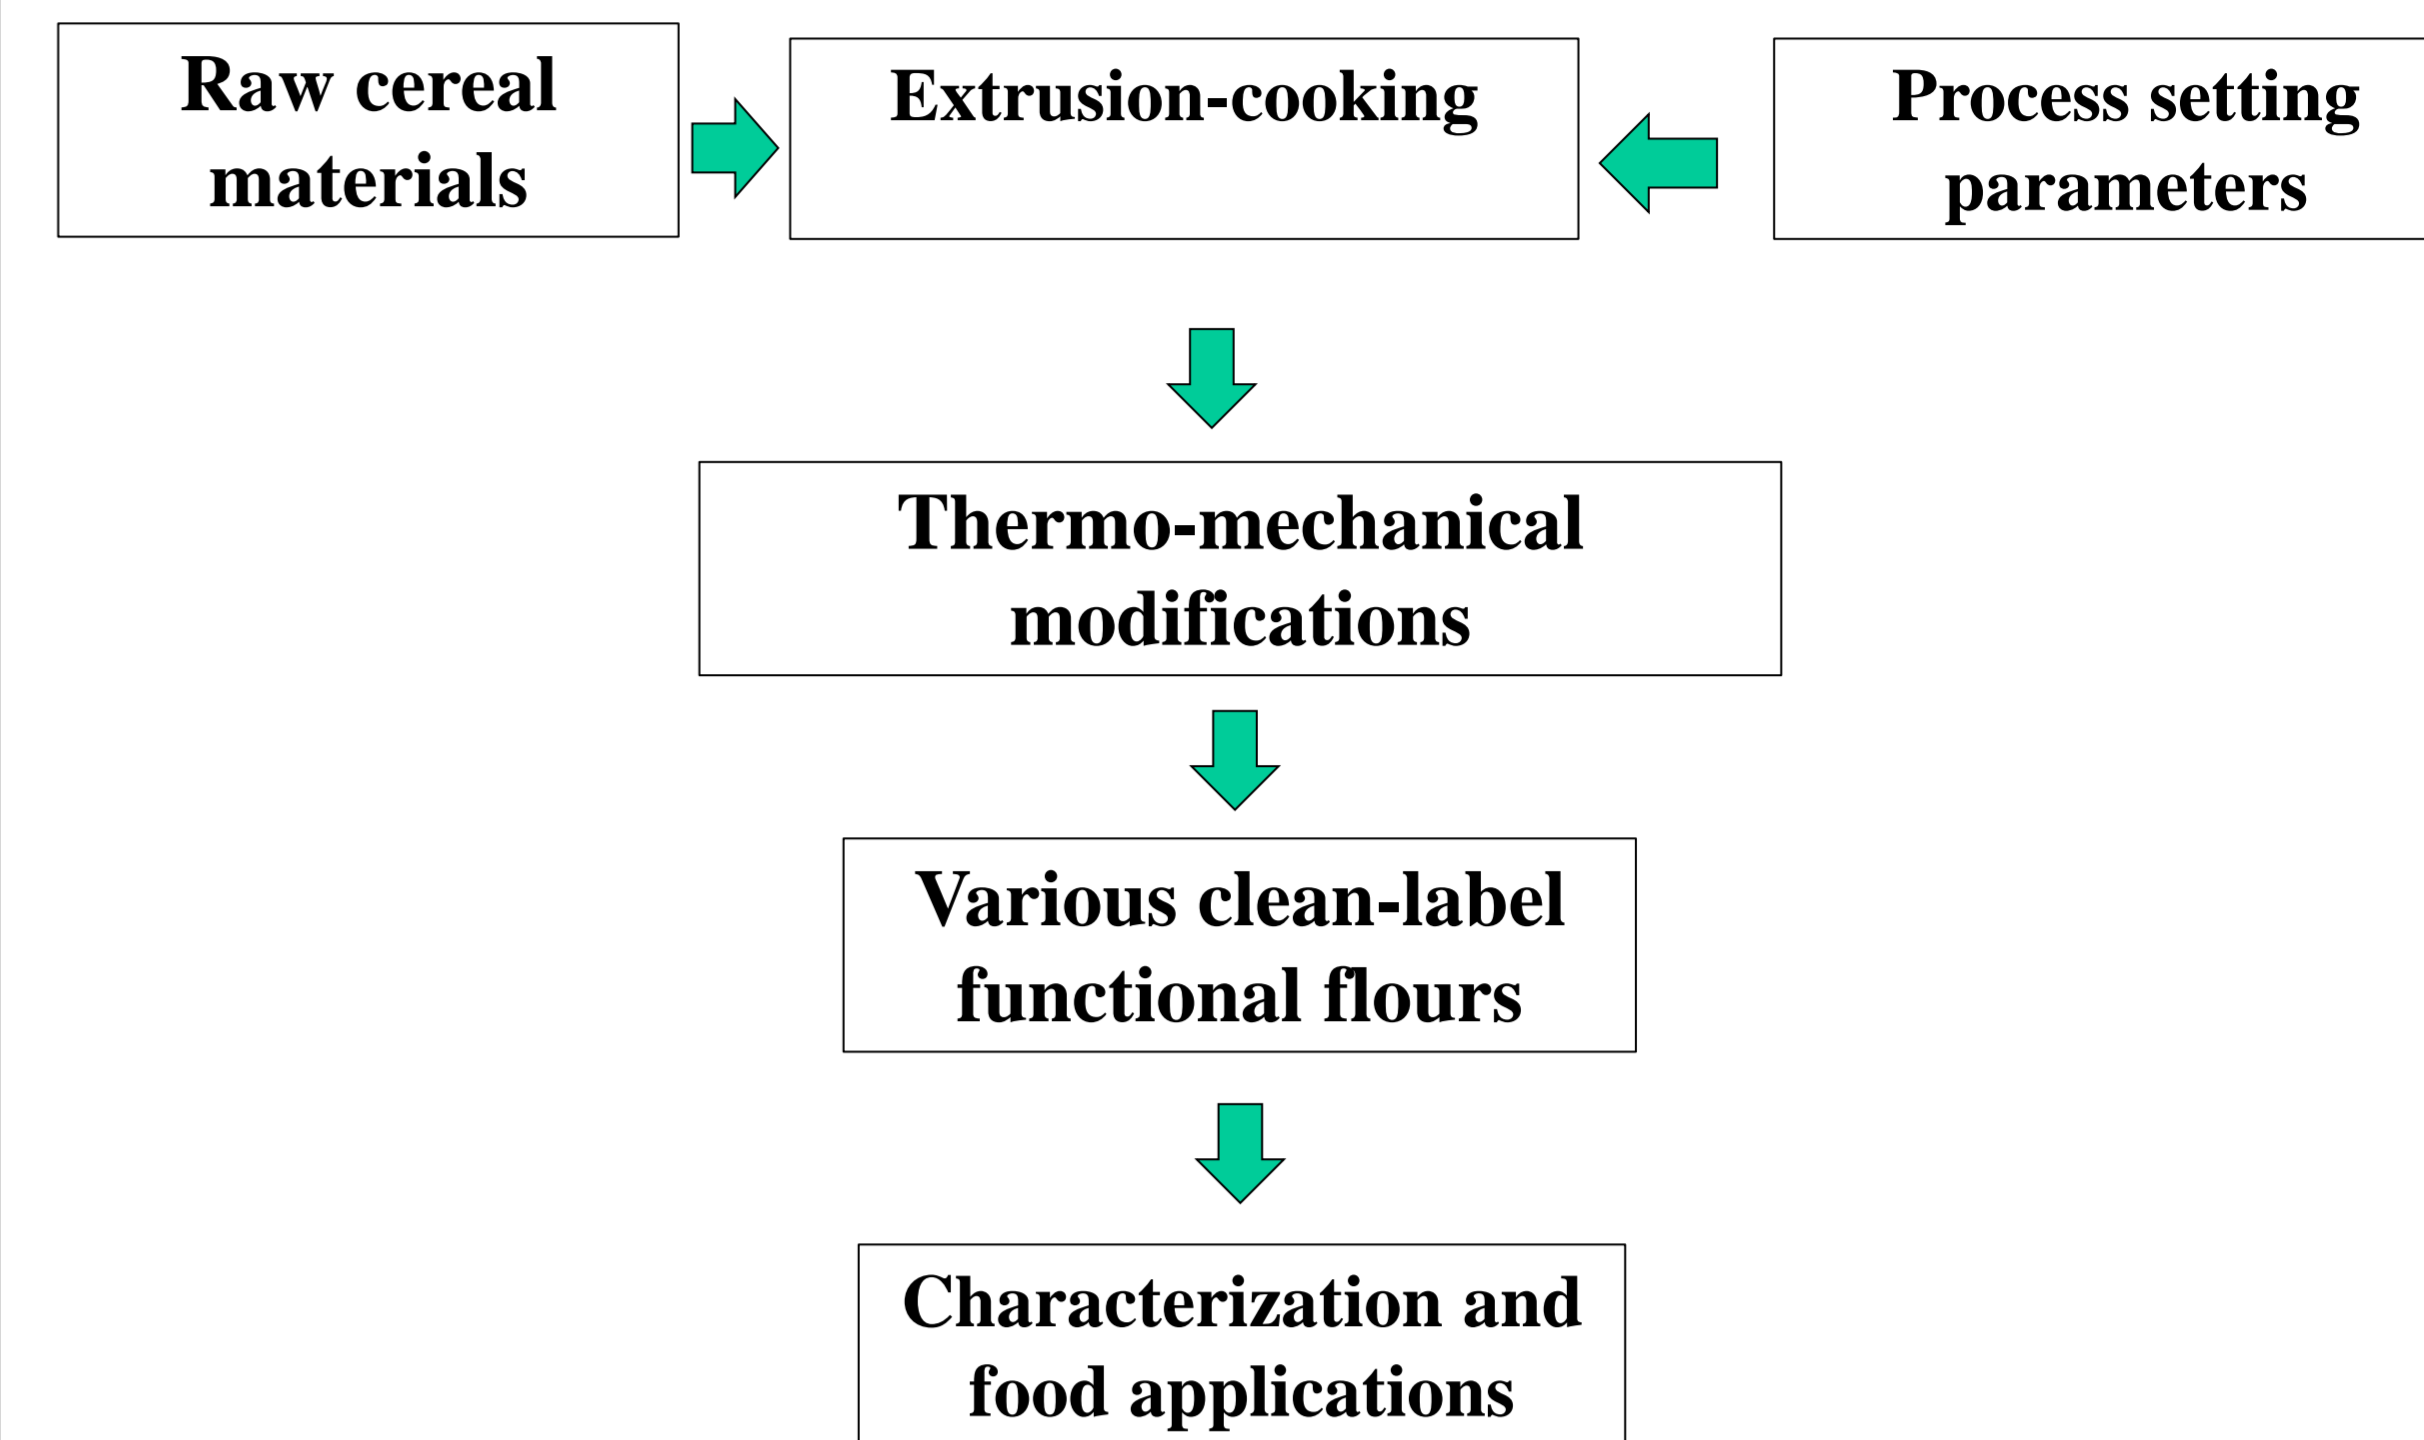 Raw cereal
materials
Extrusion-cooking
Process setting
parameters
Thermo-mechanical
modifications
Various clean-label
functional flours
Characterization and
food applications